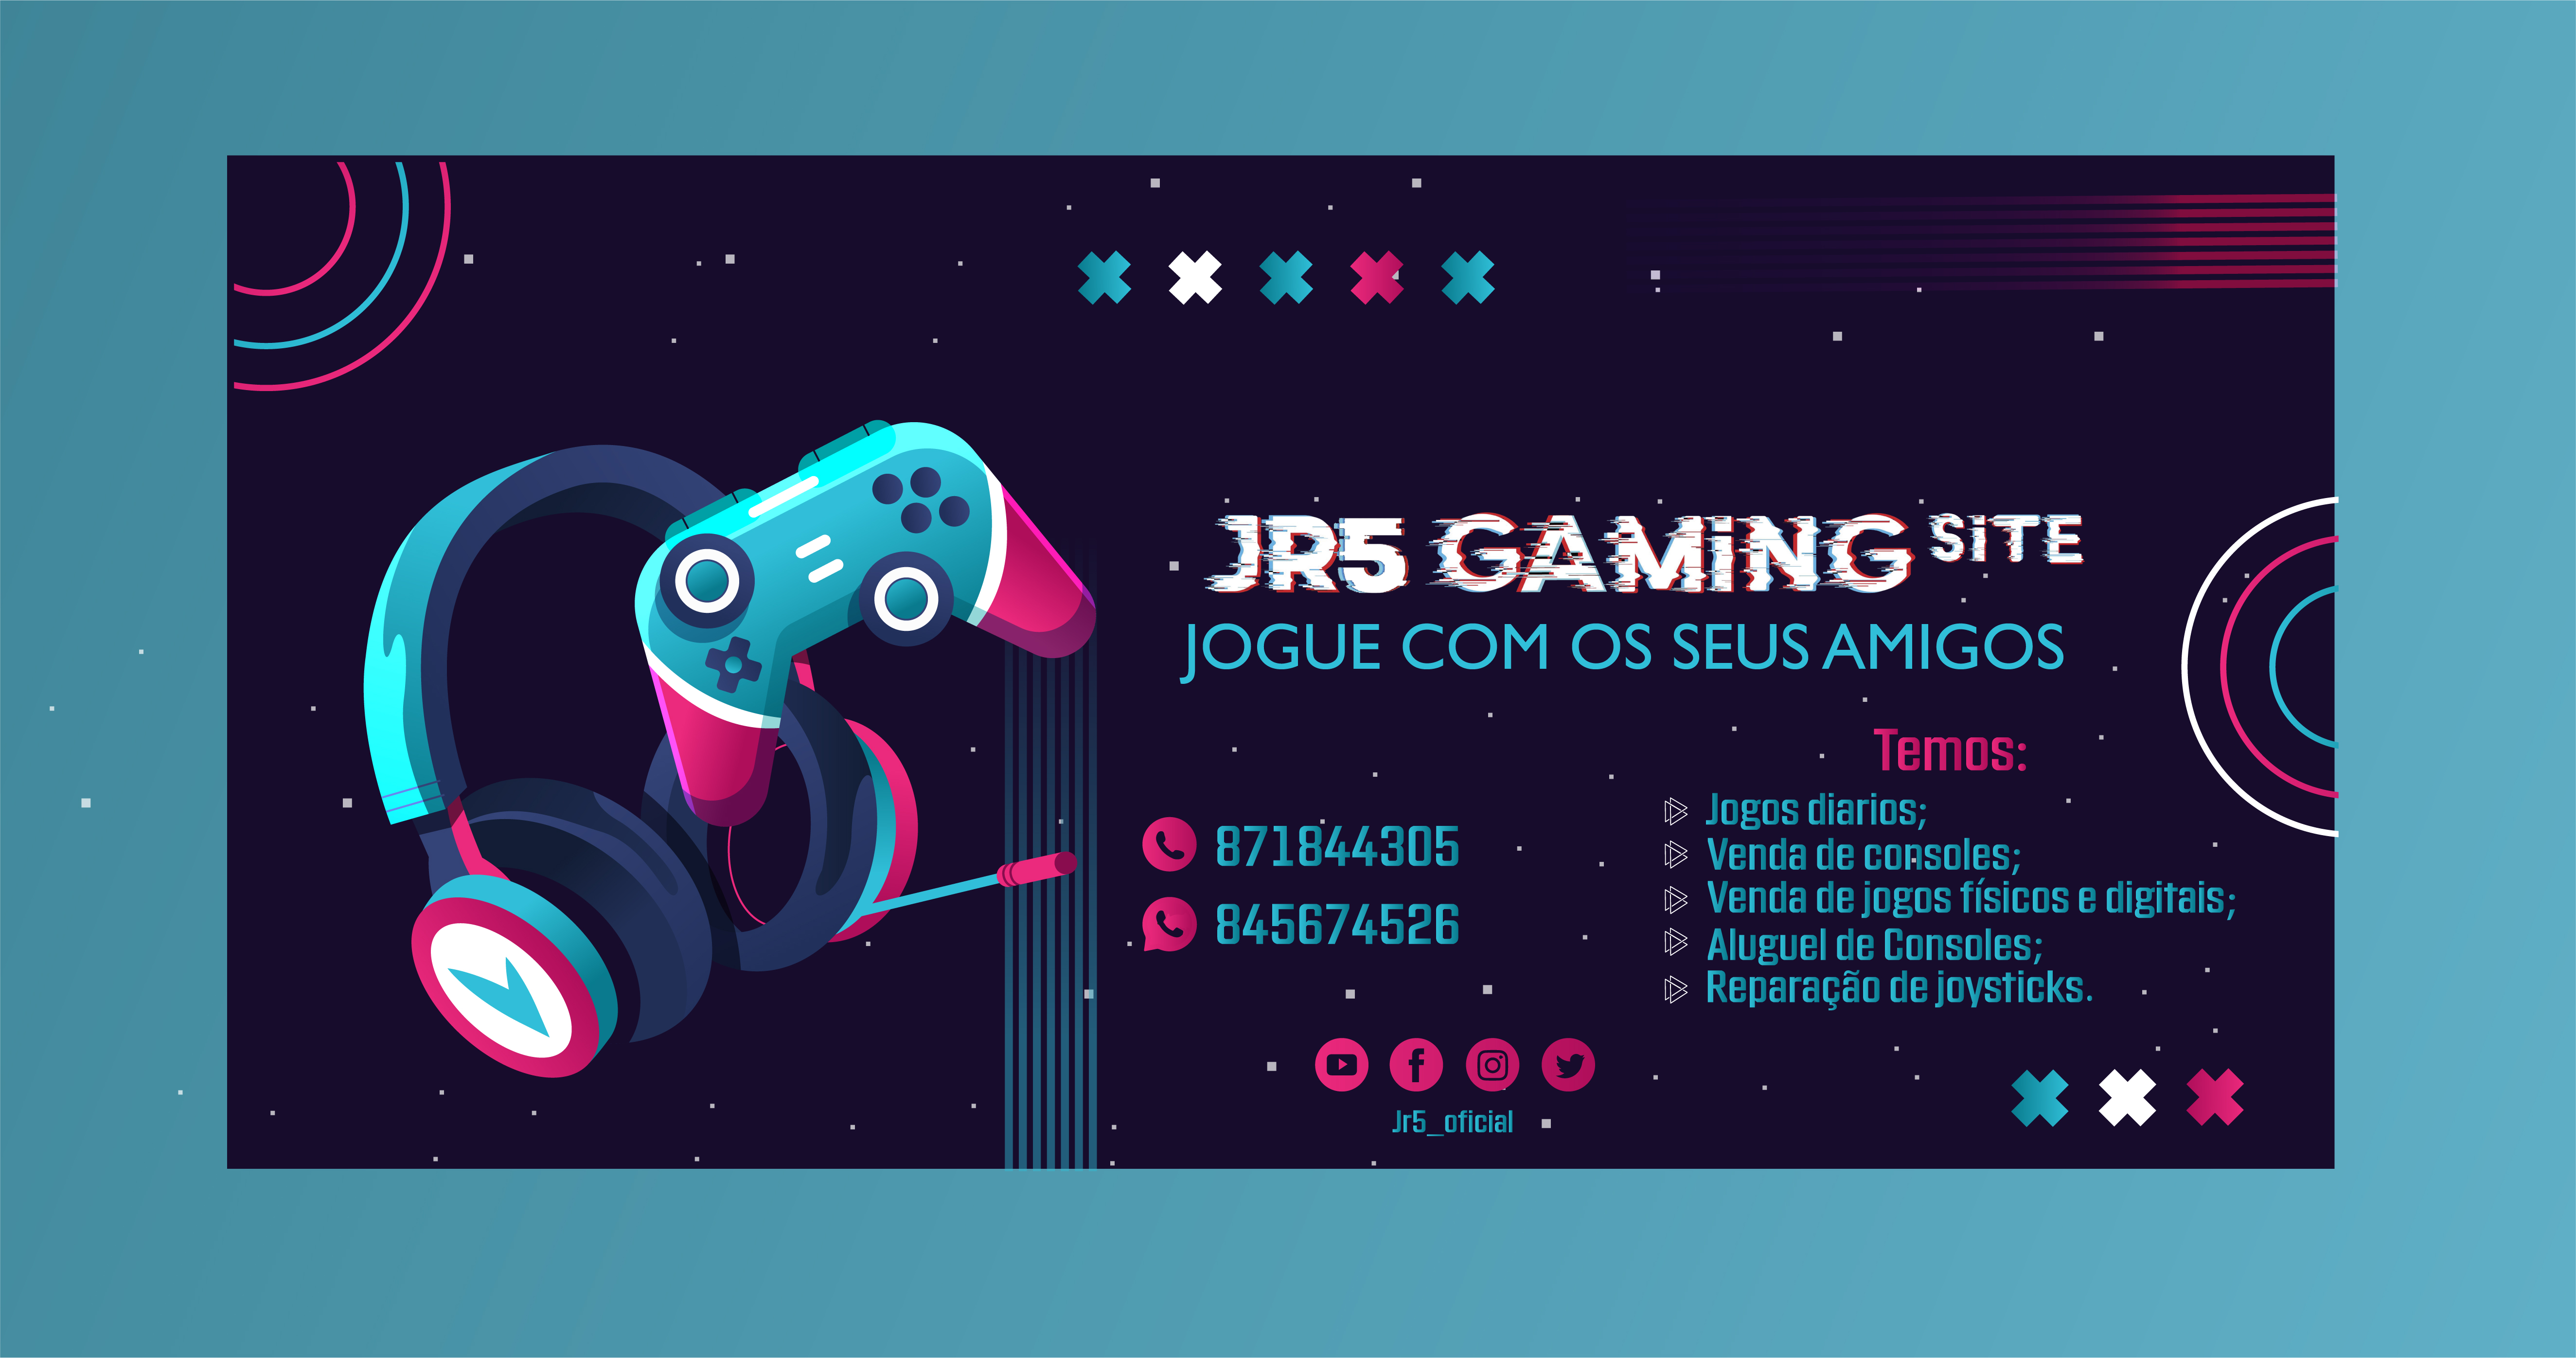 JR5 GAMiNG SiTE
JOGUE COM OS SEUS AMIGOS
871844305
845674526
Temos:
Jogos diarios;
Venda de consoles;
Venda de jogos físicos e digitais;
Aluguel de Consoles;
Reparação de joysticks.
Jr5_oficial